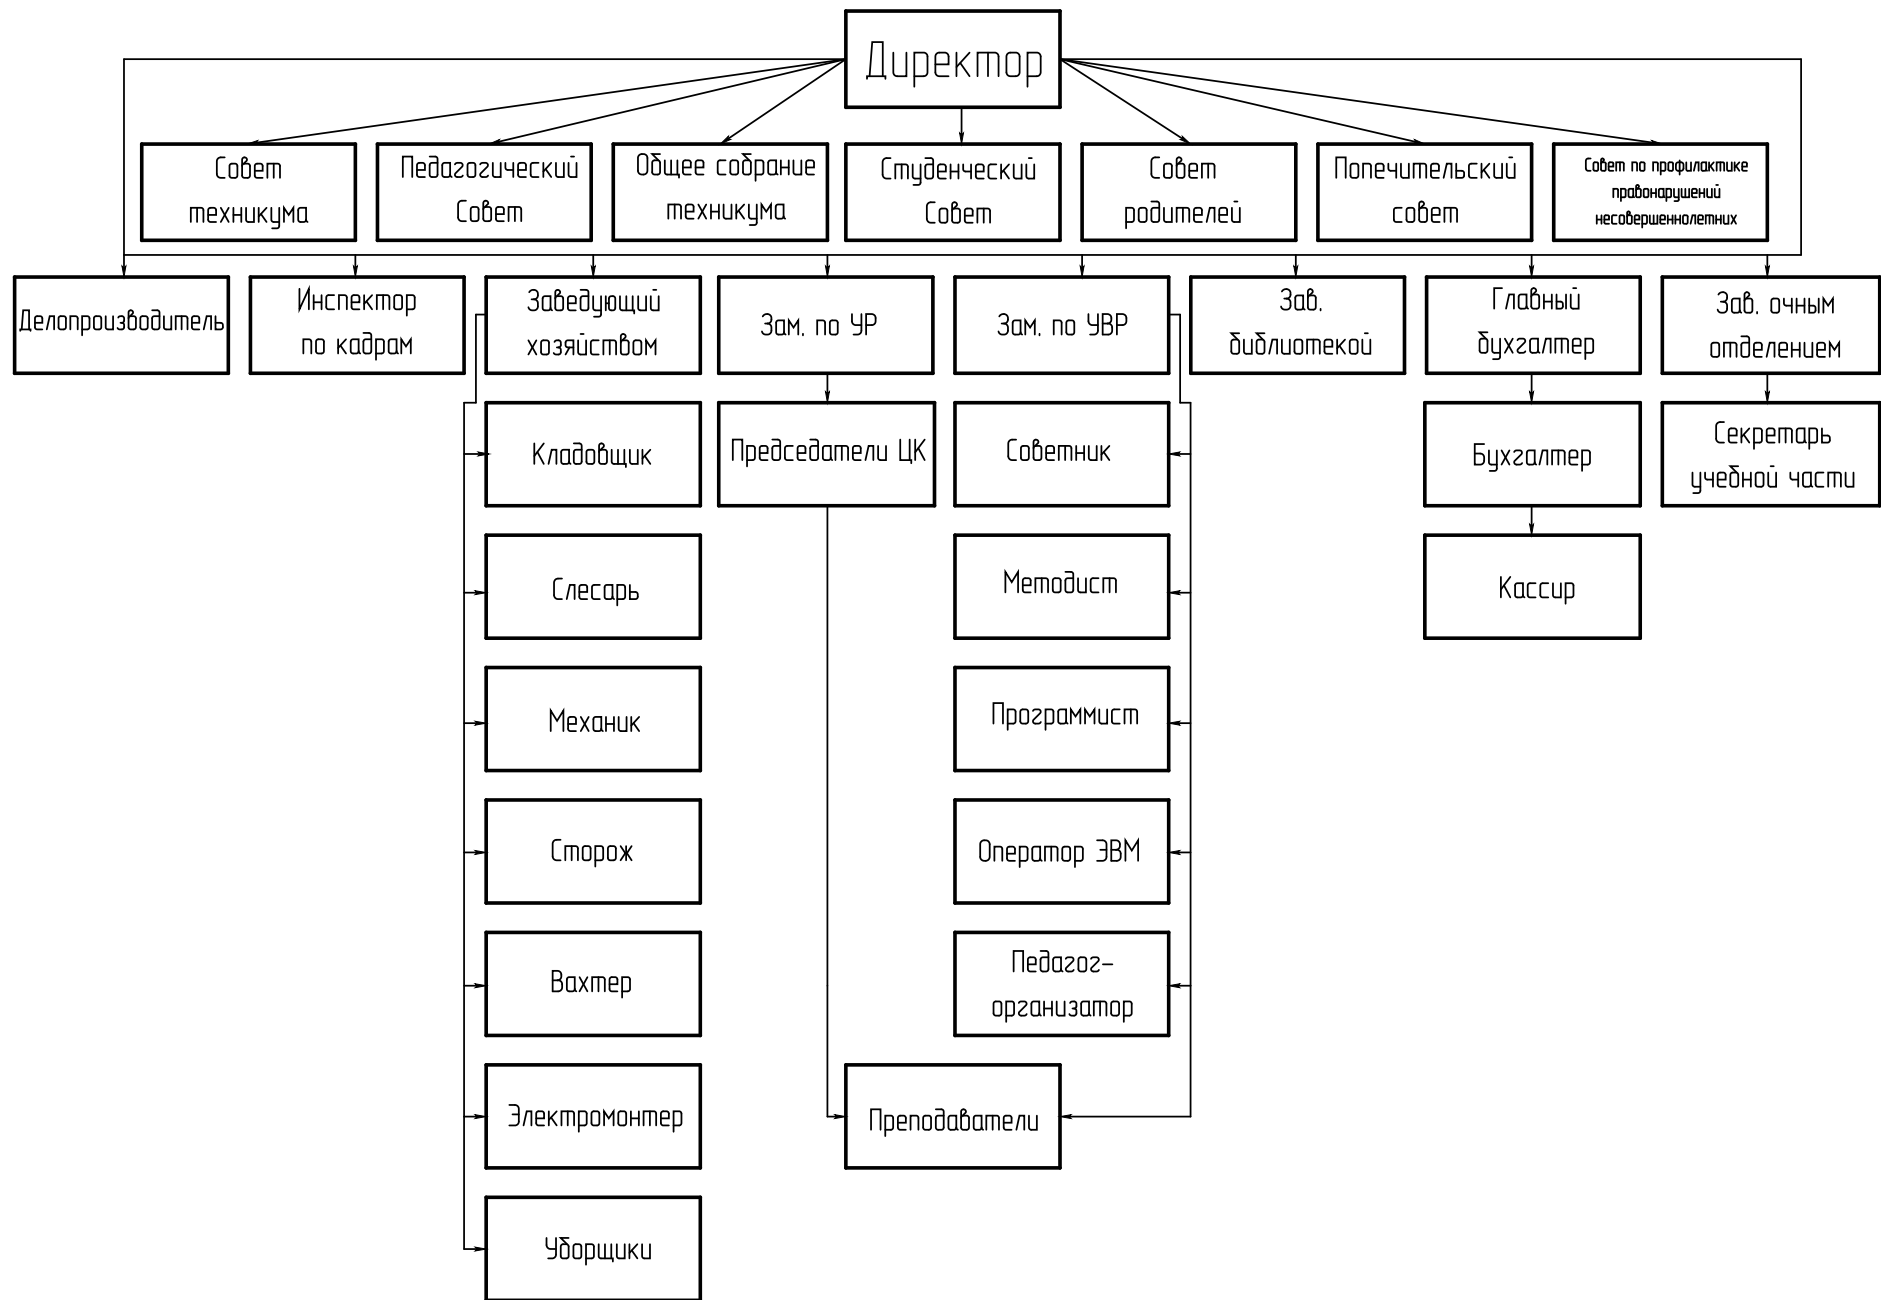 Директор
Совет
техникума
Педагогический
Совет
Общее собрание
техникума
Студенческий
Совет
Совет
родителей
Попечительский
совет
Совет по профилактике
правонарушений
несовершеннолетних
Делопроизводитель
Инспектор
по кадрам
Заведующий
хозяйством
Зам. по УР
Зам. по УВР
Зав.
библиотекой
Главный
бухгалтер
Зав. очным
отделением
Кладовщик
Председатели ЦК
Советник
Бухгалтер
Секретарь
учебной части
Слесарь
Методист
Кассир
Механик
Программист
Сторож
Оператор ЭВМ
Вахтер
Педагог-
организатор
Электромонтер
Преподаватели
Уборщики